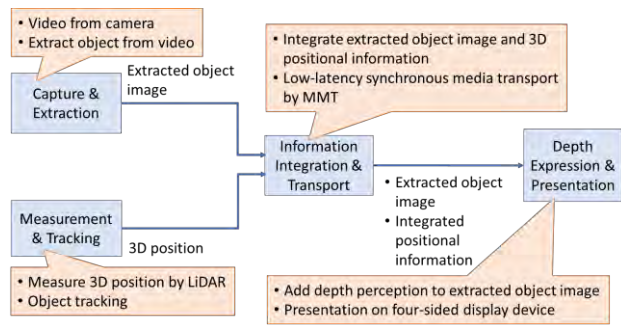 • Video from camera
• Extract object from video
• Integrate extracted object image and 3D
positional information
• Low-latency synchronous media transport
by MMT
Extracted object
image
Capture &
Extraction
Information
Integration &
Transport
Depth
Expression &
Presentation
• Extracted object
image
• Integrated
positional
information
Measurement
& Tracking
3D position
• Measure 3D position by LiDAR
• Object tracking
• Add depth perception to extracted object image
• Presentation on four-sided display device